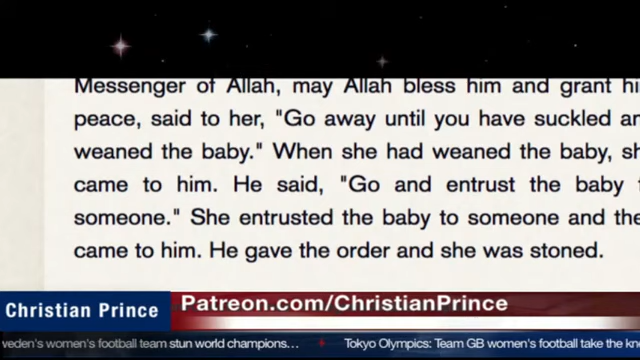 Messenger of Allah, may Allah bless him and grant hi
peace, said to her, "Go away until you have suckled an
weaned the baby." When she had weaned the baby, sh
came to him. He said, "Go and entrust the baby t
someone." She entrusted the baby to someone and the
came to him. He gave the order and she was stoned.
Christian Prince
Patreon.com/ChristianPrince
veden's women's football team stun world champions... Tokyo Olympics: Team GB women's football take the kn